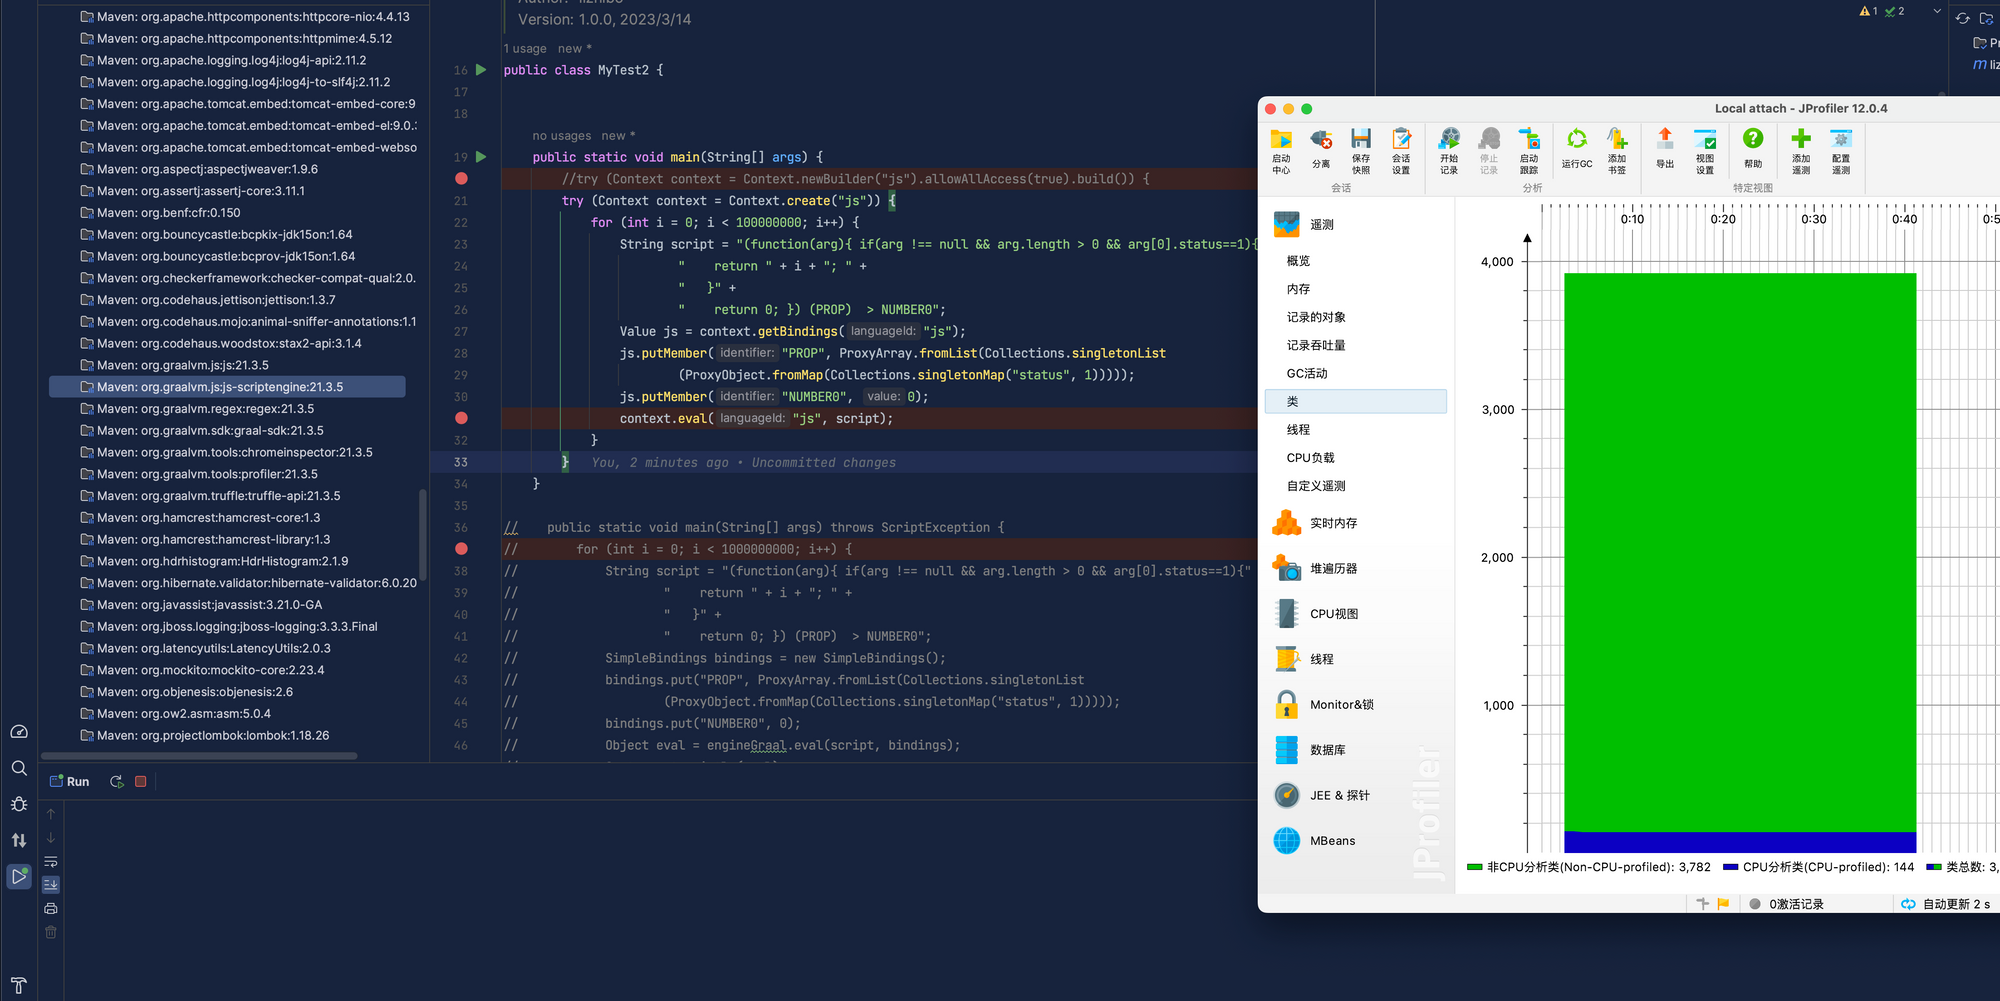 Maven: org.apache.httpcomponents:httpcore-nio:4.4.13
Maven: org.apache.httpcomponents:httpmime:4.5.12
Maven: org.apache.logging.log4j:log4j-api:2.11.2
Maven: org.apache.logging.log4j:log4j-to-slf4j:2.11.2
Maven: org.apache.tomcat.embed:tomcat-embed-core:9
Maven: org.apache.tomcat.embed:tomcat-embed-el:9.0.
Maven: org.apache.tomcat.embed:tomcat-embed-webso
Maven: org.aspectj:aspectjweaver:1.9.6
Maven: org.assertj:assertj-core:3.11.1
Maven: org.benf:cfr:0.150
Maven: org.bouncycastle:bcpkix-jdk15on:1.64
Maven: org.bouncycastle:bcprov-jdk15on:1.64
Maven: org.checkerframework:checker-compat-qual:2.0.
Maven: org.codehaus.jettison:jettison:1.3.7
Maven: org.codehaus.mojo:animal-sniffer-annotations:1.1
Maven: org.codehaus.woodstox:stax2-api:3.1.4
Maven: org.graalvm.js:js:21.3.5
Maven: org.graalvm.js:js-scriptengine:21.3.5
Maven: org.graalvm.regex:regex:21.3.5
Maven: org.graalvm.sdk:graal-sdk:21.3.5
Maven: org.graalvm.tools:chromeinspector:21.3.5
Maven: org.graalvm.tools:profiler:21.3.5
Maven: org.graalvm.truffle:truffle-api:21.3.5
Maven: org.hamcrest:hamcrest-core:1.3
Maven: org.hamcrest:hamcrest-library:1.3
Maven: org.hdrhistogram:HdrHistogram:2.1.9
Maven: org.hibernate.validator:hibernate-validator:6.0.20
Maven: org.javassist:javassist:3.21.0-GA
Maven: org.jboss.logging:jboss-logging:3.3.3.Final
Maven: org.latencyutils:LatencyUtils:2.0.3
Maven: org.mockito:mockito-core:2.23.4
Maven: org.objenesis:objenesis:2.6
Maven: org.ow2.asm:asm:5.0.4
Maven: org.projectlombok:lombok:1.18.26
Run
Author: lizhibo
Version: 1.0.0, 2023/3/14
1 usage new *
16 public class MyTest2 {
17
18
no usages new *
19 public static void main(String[] args) {
//try (Context context = Context.newBuilder("js").allowAllAccess(true).build()) {
21 try (Context context = Context.create("js")) {
22 for (int i = 0; i < 100000000; i++) {
23 String script = "(function(arg){ if(arg !== null && arg.length > 0 && arg[0].status==1){
24 "    return " + i + "; " +
25 "   }" +
26 "    return 0; }) (PROP)  > NUMBER0";
27 Value js = context.getBindings( languageId: "js");
28 js.putMember( identifier: "PROP", ProxyArray.fromList(Collections.singletonList
29 (ProxyObject.fromMap(Collections.singletonMap("status", 1)))));
30 js.putMember( identifier: "NUMBER0", value: 0);
context.eval( languageId: "js", script);
32 }
33 } You, 2 minutes ago • Uncommitted changes
34 }
35
36 // public static void main(String[] args) throws ScriptException {
// for (int i = 0; i < 1000000000; i++) {
38 // String script = "(function(arg){ if(arg !== null && arg.length > 0 && arg[0].status==1){"
39 // "    return " + i + "; " +
40 // "   }" +
41 // "    return 0; }) (PROP)  > NUMBER0";
42 // SimpleBindings bindings = new SimpleBindings();
43 // bindings.put("PROP", ProxyArray.fromList(Collections.singletonList
44 // (ProxyObject.fromMap(Collections.singletonMap("status", 1)))));
45 // bindings.put("NUMBER0", 0);
46 // Object eval = engineGraal.eval(script, bindings);
1 2
m liz
Local attach - JProfiler 12.0.4
启动中心 分离 保存快照 会话设置 开始记录 停止记录 启动跟踪 运行GC 添加书签 导出 视图设置 帮助 添加遥测 配置遥测
会话 分析 特定视图
遥测
概览
内存
记录的对象
记录吞吐量
GC活动
类
线程
CPU负载
自定义遥测
实时内存
堆遍历器
CPU视图
线程
Monitor&锁
数据库
JEE & 探针
MBeans
JProfiler
0:10 0:20 0:30 0:40 0:5
4,000
3,000
2,000
1,000
非CPU分析类(Non-CPU-profiled): 3,782 CPU分析类(CPU-profiled): 144 类总数: 3,
0激活记录 自动更新 2 s